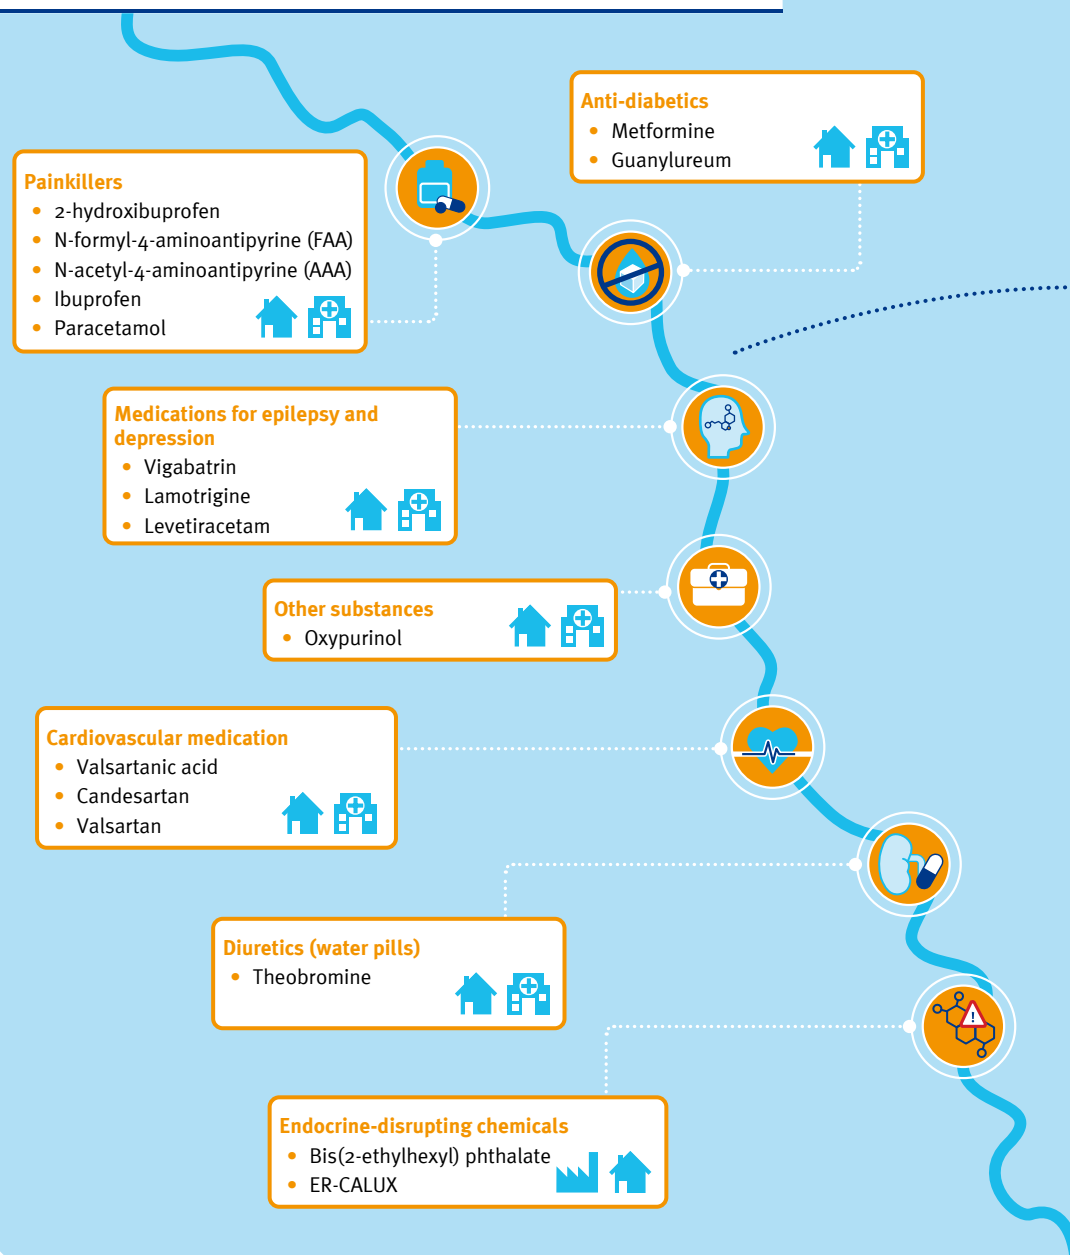 Anti-diabetics
• Metformine
• Guanylureum
Painkillers
• 2-hydroxibuprofen
• N-formyl-4-aminoantipyrine (FAA)
• N-acetyl-4-aminoantipyrine (AAA)
• Ibuprofen
• Paracetamol
Medications for epilepsy and
depression
• Vigabatrin
• Lamotrigine
• Levetiracetam
Other substances
• Oxypurinol
Cardiovascular medication
• Valsartanic acid
• Candesartan
• Valsartan
Diuretics (water pills)
• Theobromine
!
Endocrine-disrupting chemicals
• Bis(2-ethylhexyl) phthalate
• ER-CALUX